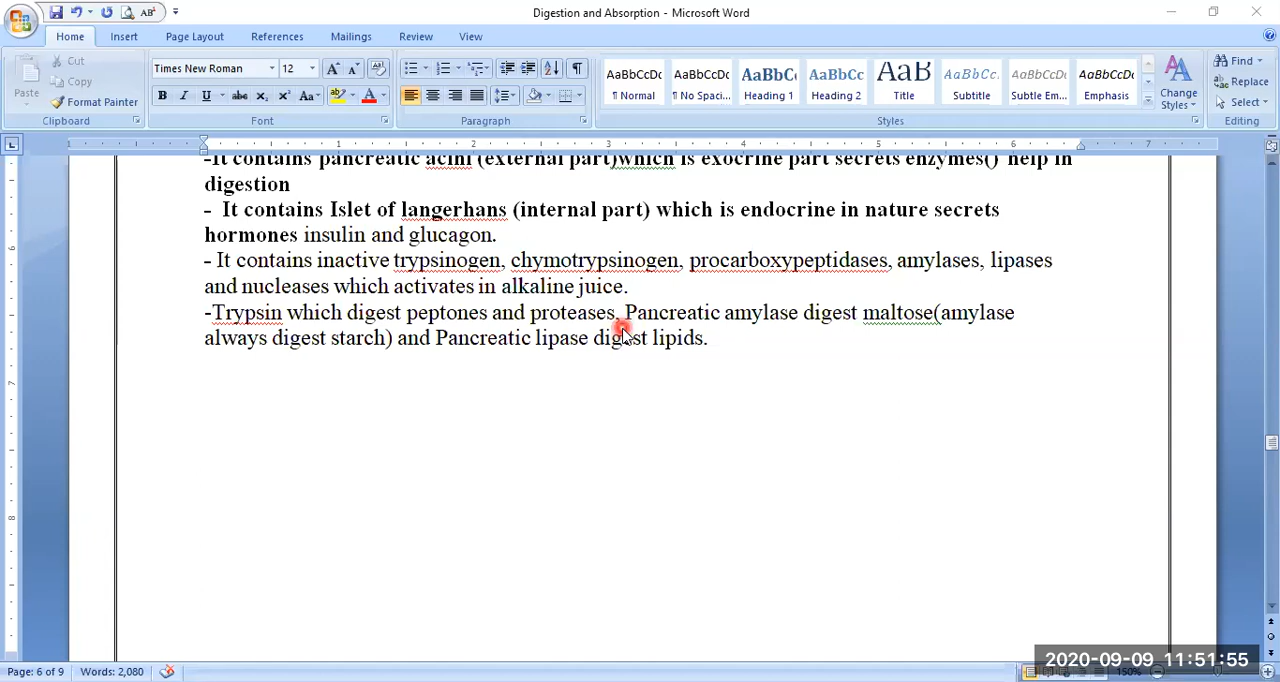 Digestion and Absorption - Microsoft Word
Home Insert Page Layout References Mailings Review View
Paste
Cut
Copy
Format Painter
Clipboard
Times New Roman 12
Font
Paragraph
AaBbCcDc AaBbCcDc AaBbC AaBbCc AaB AaBbCc. AaBbCcDc AaBbCcDc
¶ Normal ¶ No Spaci... Heading 1 Heading 2 Title Subtitle Subtle Em... Emphasis
Change Styles
Styles
Find
Replace
Select
Editing
-It contains pancreatic acini (external part)which is exocrine part secrets enzymes() help in
digestion
- It contains Islet of langerhans (internal part) which is endocrine in nature secrets
hormones insulin and glucagon.
- It contains inactive trypsinogen, chymotrypsinogen, procarboxypeptidases, amylases, lipases
and nucleases which activates in alkaline juice.
-Trypsin which digest peptones and proteases, Pancreatic amylase digest maltose(amylase
always digest starch) and Pancreatic lipase digest lipids.
Page: 6 of 9 Words: 2,080
2020-09-09 11:51:55
150%